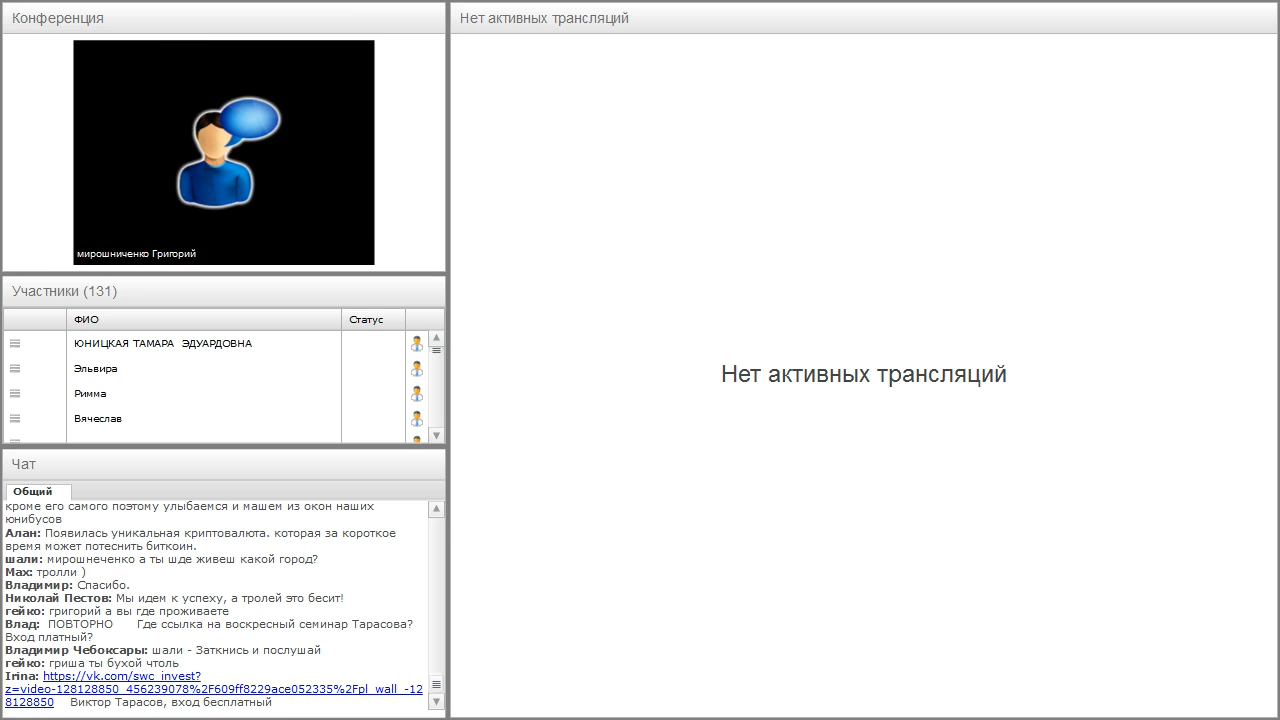 Конференция
мирошниченко Григорий
Участники (131)
ФИО
Статус
ЮНИЦКАЯ ТАМАРА ЭДУАРДОВНА
Эльвира
Римма
Вячеслав
Чат
Общий
кроме его самого поэтому улыбаемся и машем из окон наших
юнибусов
Алан: Появилась уникальная криптовалюта. которая за короткое
время может потеснить биткоин.
шали: мирошнеченко а ты шде живеш какой город?
Max: тролли )
Владимир: Спасибо.
Николай Пестов: Мы идем к успеху, а тролей это бесит!
гейко: григорий а вы где проживаете
Влад: ПОВТОРНО Где ссылка на воскресный семинар Тарасова?
Вход платный?
Владимир Чебоксары: шали - Заткнись и послушай
гейко: гриша ты бухой чтоль
Irina: https://vk.com/swc_invest?
z=video-128128850_456239078%2F609ff8229ace052335%2Fpl_wall_-12
8128850 Виктор Тарасов, вход бесплатный
Нет активных трансляций
Нет активных трансляций